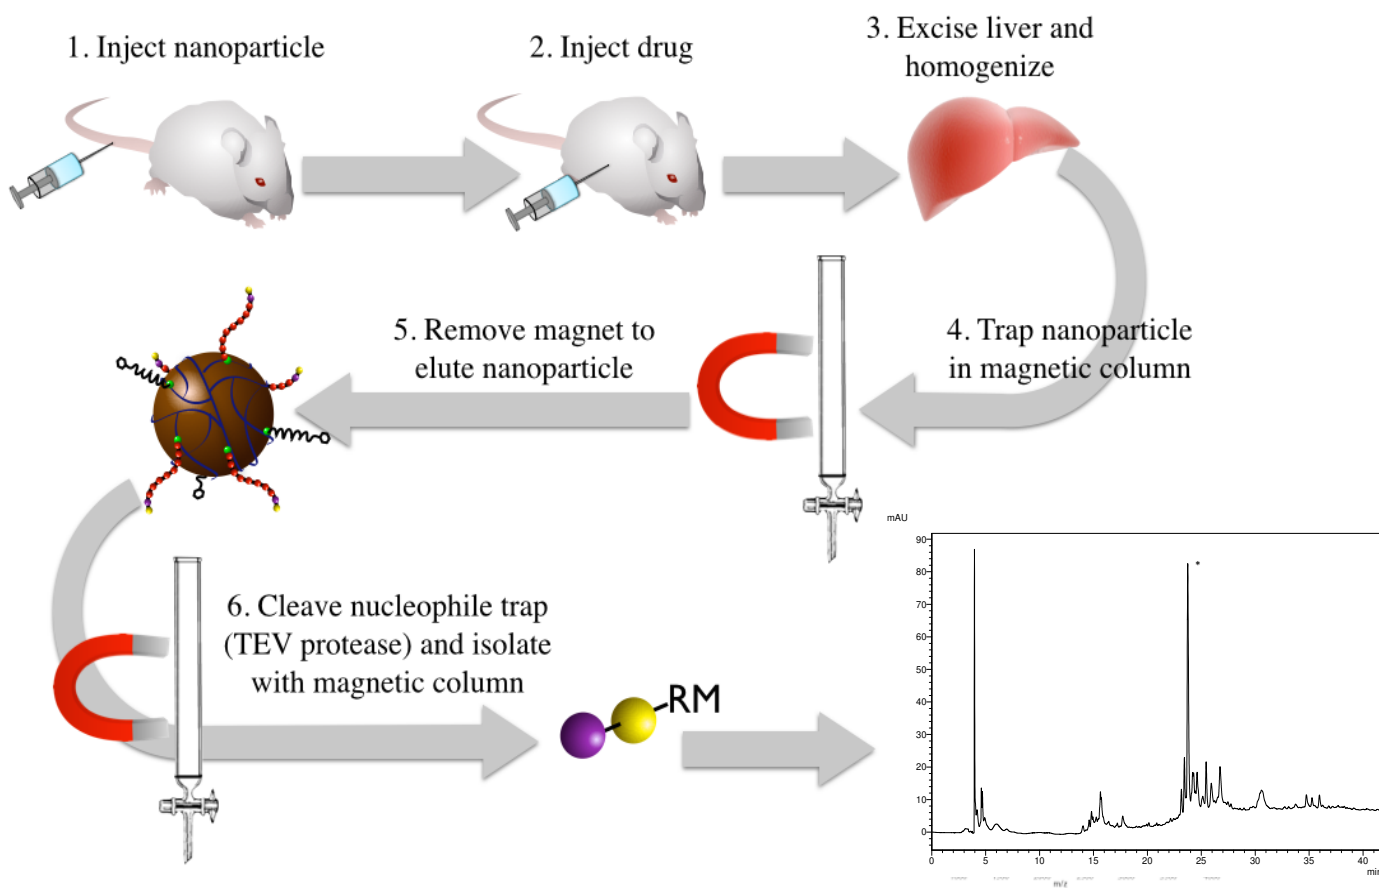 1. Inject nanoparticle
2. Inject drug
3. Excise liver and
homogenize
4. Trap nanoparticle
in magnetic column
5. Remove magnet to
elute nanoparticle
6. Cleave nucleophile trap
(TEV protease) and isolate
with magnetic column
RM
mAU
90
80
70
60
50
40
30
20
10
0
*
0 5 10 15 20 25 30 35 40
min
m/z